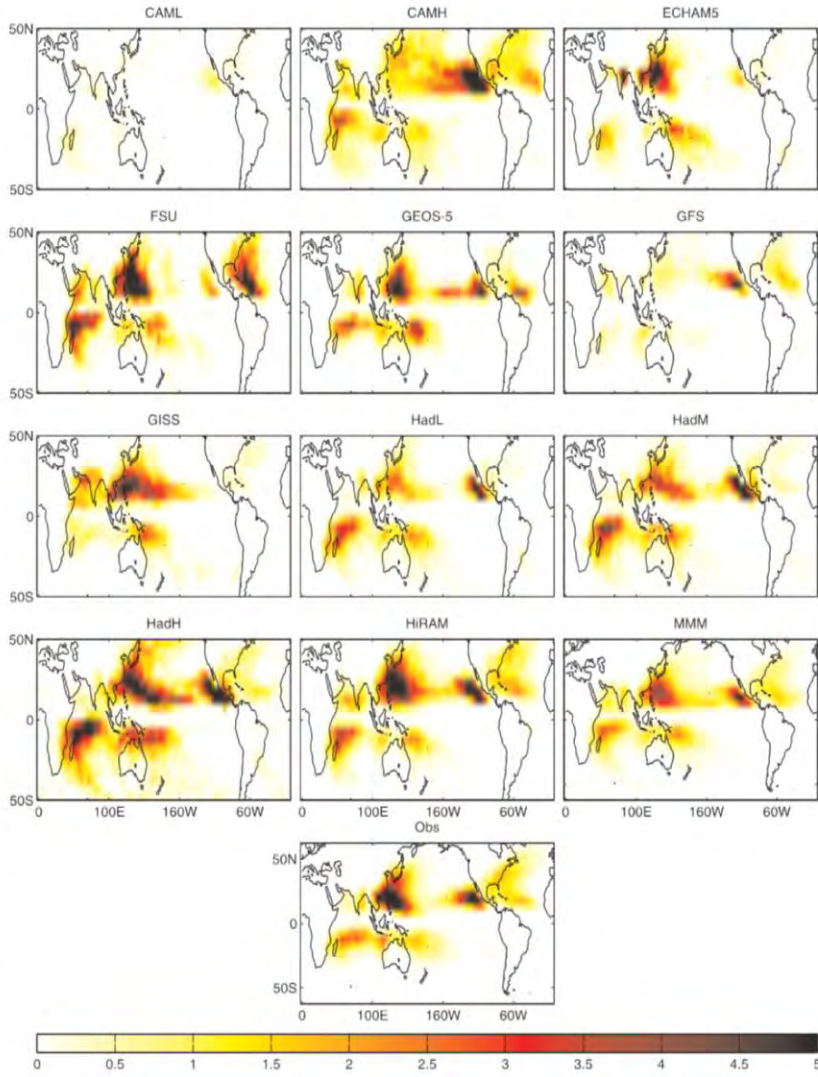 CAML CAMH ECHAM5
50N
0
50S
FSU GEOS-5 GFS
50N
0
50S
GISS HadL HadM
50N
0
50S
HadH HiRAM MMM
50N
0
50S
0 100E 160W 60W 0 100E 160W 60W 0 100E 160W 60W
Obs
50N
0
50S
0 100E 160W 60W
0 0.5 1 1.5 2 2.5 3 3.5 4 4.5 5